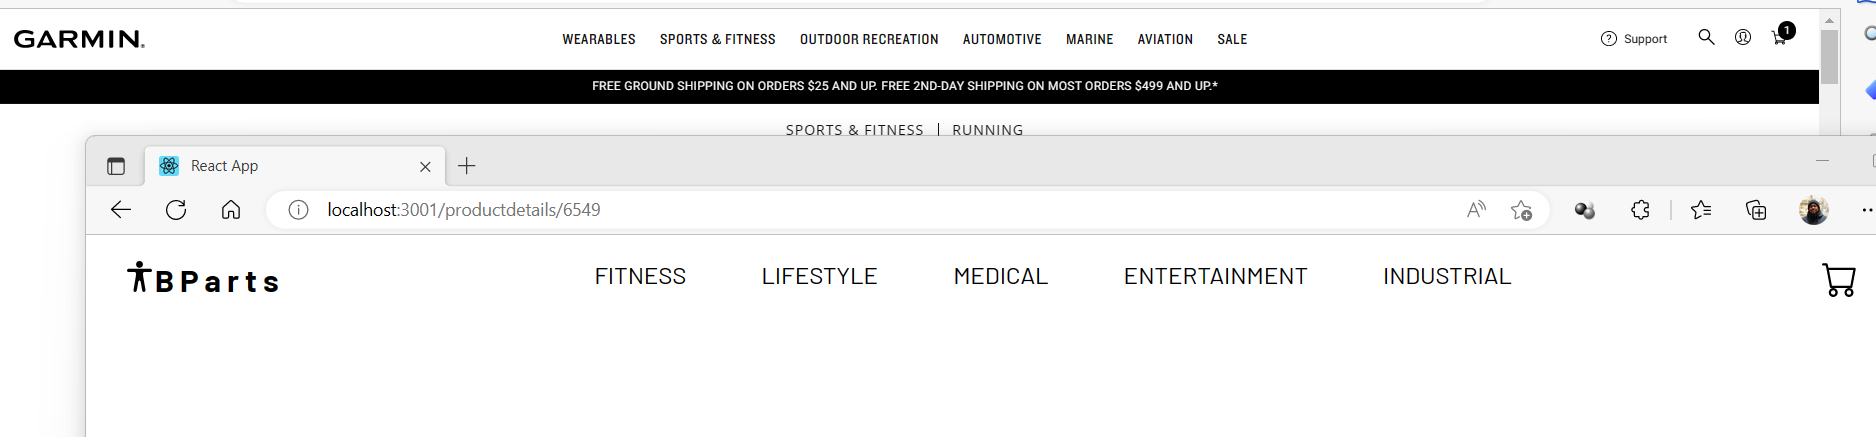 GARMIN. WEARABLES SPORTS & FITNESS OUTDOOR RECREATION AUTOMOTIVE MARINE AVIATION SALE Support 1
FREE GROUND SHIPPING ON ORDERS $25 AND UP. FREE 2ND-DAY SHIPPING ON MOST ORDERS $499 AND UP.*
SPORTS & FITNESS | RUNNING
React App
localhost:3001/productdetails/6549
BParts FITNESS LIFESTYLE MEDICAL ENTERTAINMENT INDUSTRIAL